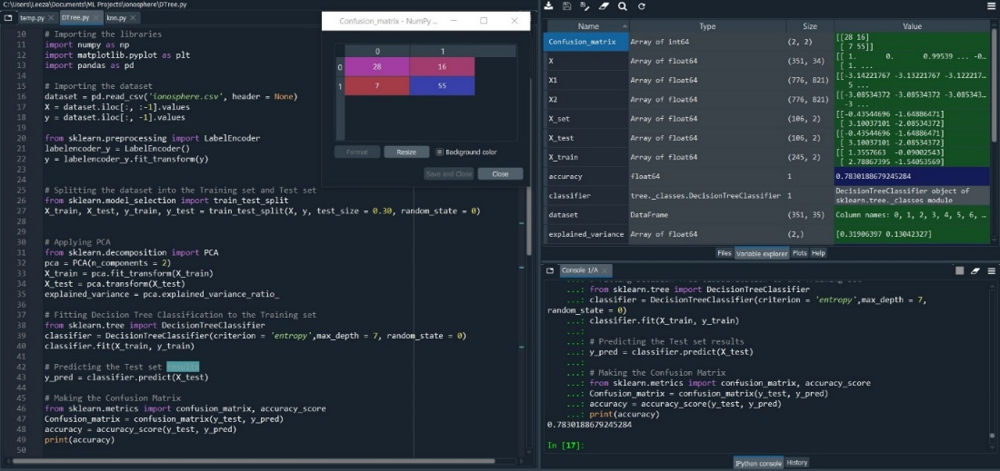 C:\Users\Leeza\Documents\ML Projects\ionosphere\DTree.py
temp.py DTree.py knn.py
10 # Importing the libraries
11 import numpy as np
12 import matplotlib.pyplot as plt
13 import pandas as pd
14
15 # Importing the dataset
16 dataset = pd.read_csv('ionosphere.csv', header = None)
17 X = dataset.iloc[:, :-1].values
18 y = dataset.iloc[:, -1].values
19
20 from sklearn.preprocessing import LabelEncoder
21 labelencoder_y = LabelEncoder()
22 y = labelencoder_y.fit_transform(y)
23
24
25 # Splitting the dataset into the Training set and Test set
26 from sklearn.model_selection import train_test_split
27 X_train, X_test, y_train, y_test = train_test_split(X, y, test_size = 0.30, random_state = 0)
28
29
30 # Applying PCA
31 from sklearn.decomposition import PCA
32 pca = PCA(n_components = 2)
33 X_train = pca.fit_transform(X_train)
34 X_test = pca.transform(X_test)
35 explained_variance = pca.explained_variance_ratio_
36
37 # Fitting Decision Tree Classification to the Training set
38 from sklearn.tree import DecisionTreeClassifier
39 classifier = DecisionTreeClassifier(criterion = 'entropy',max_depth = 7, random_state = 0)
40 classifier.fit(X_train, y_train)
41
42 # Predicting the Test set results
43 y_pred = classifier.predict(X_test)
44
45 # Making the Confusion Matrix
46 from sklearn.metrics import confusion_matrix, accuracy_score
47 Confusion_matrix = confusion_matrix(y_test, y_pred)
48 accuracy = accuracy_score(y_test, y_pred)
49 print(accuracy)
50
Confusion_matrix - NumPy ...
0 1
0 28 16
1 7 55
Format Resize Background color
Save and Close Close
Name Type Size Value
Confusion_matrix Array of int64 (2, 2) [[28 16]
[ 7 55]]
X Array of float64 (351, 34) [[ 1. 0. 0.99539 ... -0...
[ 1. ...
X1 Array of float64 (776, 821) [[-3.14221767 -3.13221767 -3.122217...
5 ...
X2 Array of float64 (776, 821) [[-3.08534372 -3.08534372 -3.085343...
-3 ...
X_set Array of float64 (106, 2) [[-0.43544696 -1.64886471]
[ 3.10037101 -2.08534372]
X_test Array of float64 (106, 2) [[-0.43544696 -1.64886471]
[ 3.10037101 -2.08534372]
X_train Array of float64 (245, 2) [[ 1.3557663 -0.09002543]
[ 2.78867395 -1.54053569]
accuracy float64 1 0.7830188679245284
classifier tree._classes.DecisionTreeClassifier 1 DecisionTreeClassifier object of
sklearn.tree._classes module
dataset DataFrame (351, 35) Column names: 0, 1, 2, 3, 4, 5, 6, ...
explained_variance Array of float64 (2,) [0.31906397 0.13042327]
Files Variable explorer Plots Help
Console 1/A
...: from sklearn.tree import DecisionTreeClassifier
...: classifier = DecisionTreeClassifier(criterion = 'entropy',max_depth = 7,
random_state = 0)
...: classifier.fit(X_train, y_train)
...:
...: # Predicting the Test set results
...: y_pred = classifier.predict(X_test)
...:
...: # Making the Confusion Matrix
...: from sklearn.metrics import confusion_matrix, accuracy_score
...: Confusion_matrix = confusion_matrix(y_test, y_pred)
...: accuracy = accuracy_score(y_test, y_pred)
...: print(accuracy)
0.7830188679245284
In [17]:
IPython console History